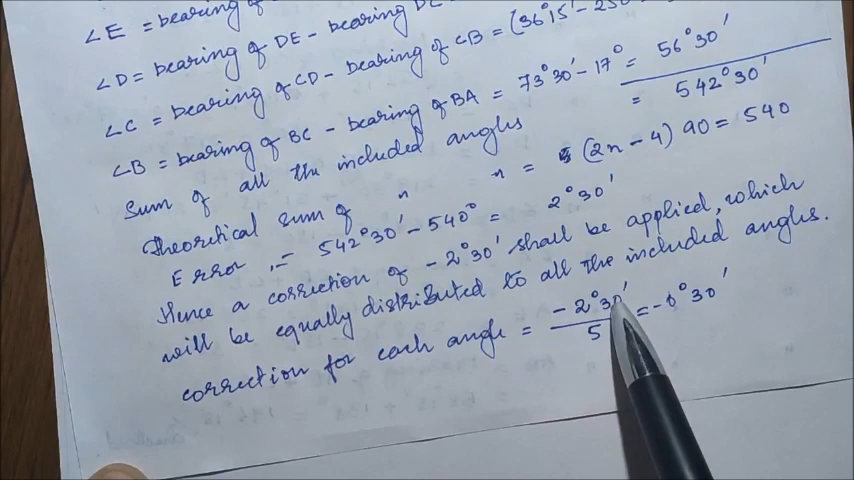 ∠E = bearing of
∠D = bearing of DE - bearing DC
∠C = bearing of CD - bearing of CB = (36°15' - 250
∠B = bearing of BC - bearing of BA = 73°30' - 17° = 56°30'
Sum of all the included angles = 542°30'
Theoretical sum of n n = (2n-4) 90 = 540
Error := 542°30' - 540° = 2°30'
Hence a correction of -2°30' shall be applied, which
will be equally distributed to all the included angles.
correction for each angle = -2°30' / 5 = -0°30'